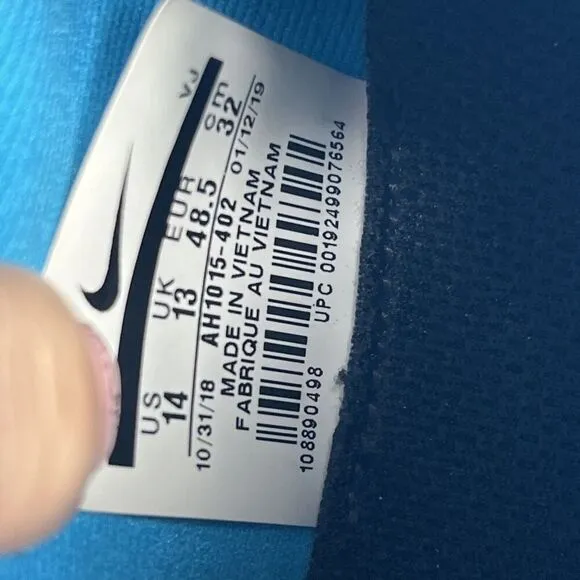 VJ
US UK EUR cm
14 13 48.5 32
10/31/18 AH1015-402 01/12/19
MADE IN VIETNAM
FABRIQUE AU VIETNAM
108890498 UPC 00192499076564